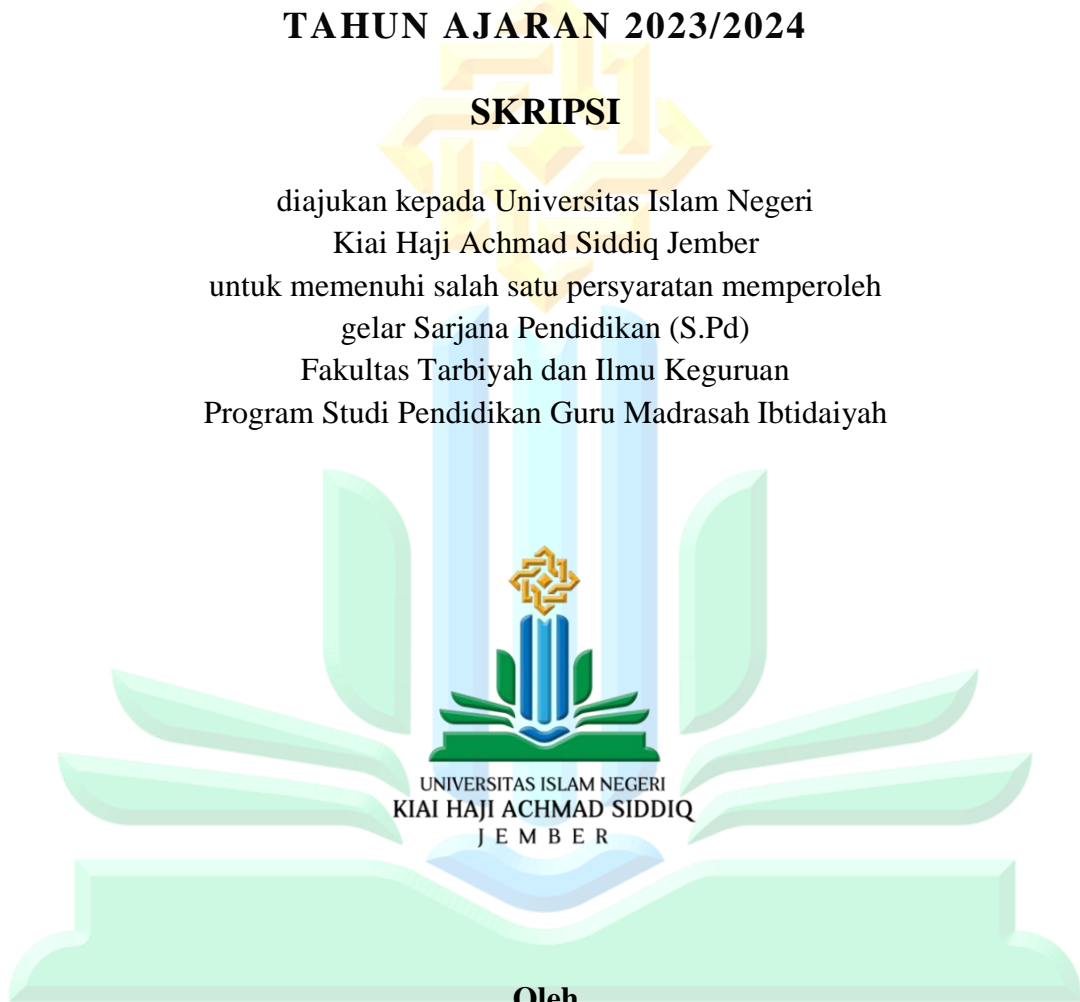 TAHUN AJARAN 2023/2024
SKRIPSI
diajukan kepada Universitas Islam Negeri
Kiai Haji Achmad Siddiq Jember
untuk memenuhi salah satu persyaratan memperoleh
gelar Sarjana Pendidikan (S.Pd)
Fakultas Tarbiyah dan Ilmu Keguruan
Program Studi Pendidikan Guru Madrasah Ibtidaiyah
UNIVERSITAS ISLAM NEGERI
KIAI HAJI ACHMAD SIDDIQ
JEMBER
Oleh